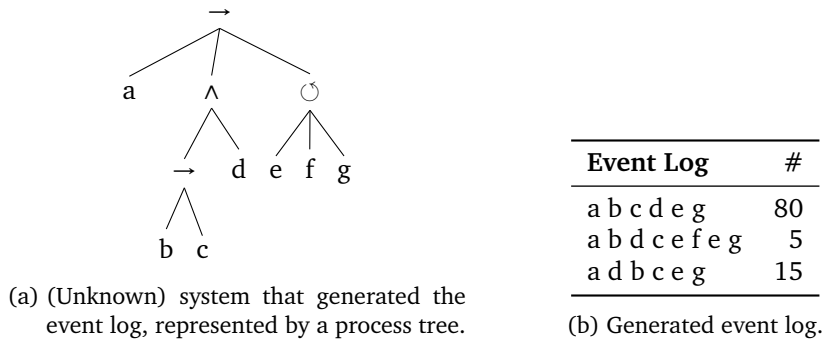 →
a ∧ ↺
→ d e f g
b c
(a) (Unknown) system that generated the
event log, represented by a process tree.
Event Log #
a b c d e g 80
a b d c e f e g 5
a d b c e g 15
(b) Generated event log.